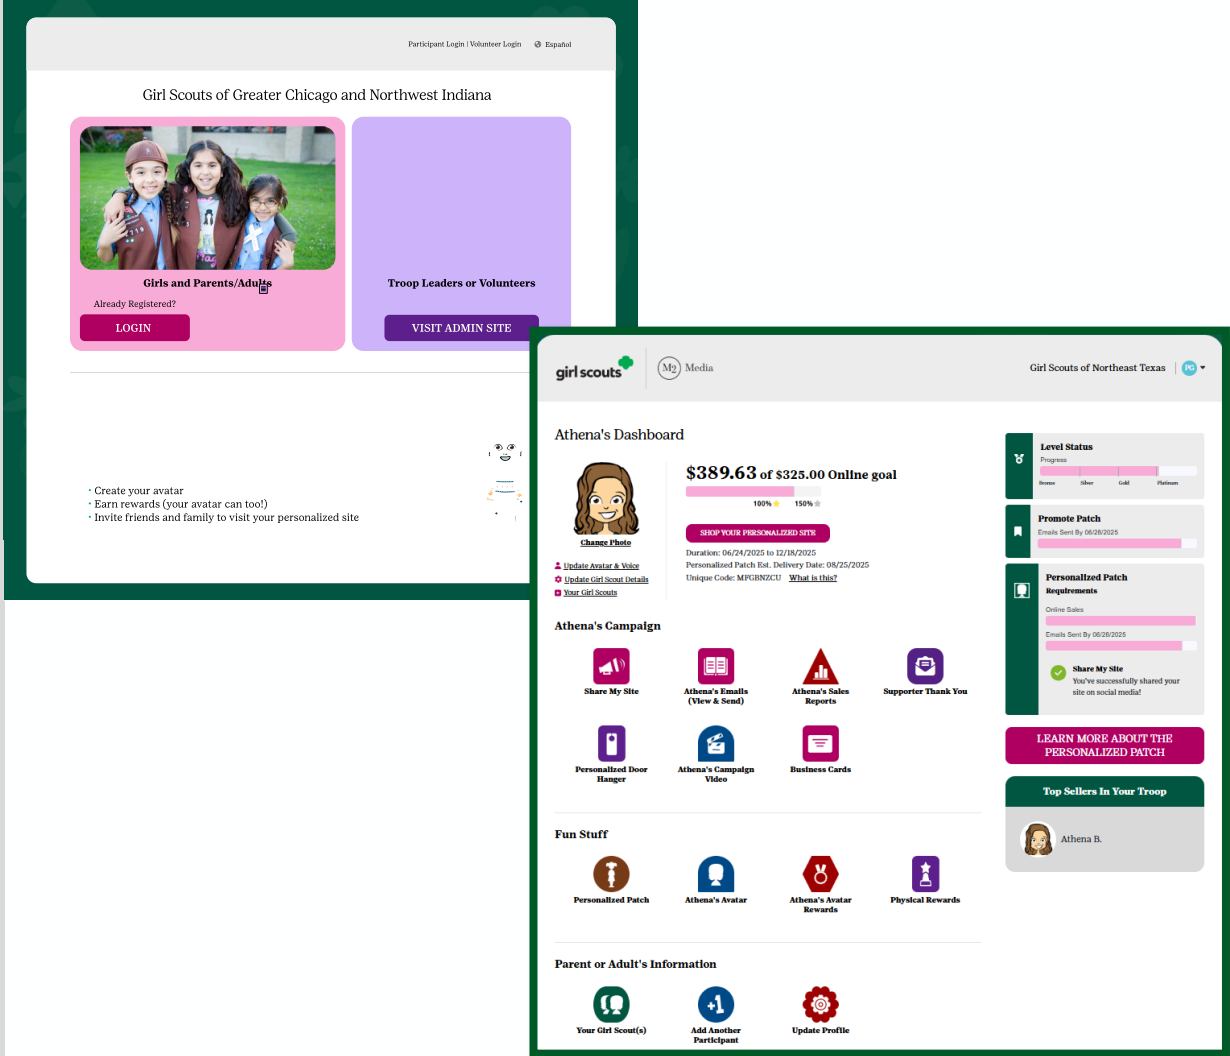 Participant Login | Volunteer Login Español
Girl Scouts of Greater Chicago and Northwest Indiana
Girls and Parents/Adults
Already Registered?
LOGIN
Troop Leaders or Volunteers
VISIT ADMIN SITE
· Create your avatar
· Earn rewards (your avatar can too!)
· Invite friends and family to visit your personalized site
girl scouts
M2 Media
Girl Scouts of Northeast Texas
PG
Athena's Dashboard
Change Photo
Update Avatar & Voice
Update Girl Scout Details
Your Girl Scouts
$389.63 of $325.00 Online goal
100% 150%
SHOP YOUR PERSONALIZED SITE
Duration: 06/24/2025 to 12/18/2025
Personalized Patch Est. Delivery Date: 08/25/2025
Unique Code: MFGBNZCU What is this?
Athena's Campaign
Share My Site
Athena's Emails
(View & Send)
Athena's Sales
Reports
Supporter Thank You
Personalized Door
Hanger
Athena's Campaign
Video
Business Cards
Fun Stuff
Personalized Patch
Athena's Avatar
Athena's Avatar
Rewards
Physical Rewards
Parent or Adult's Information
Your Girl Scout(s)
+1
Add Another
Participant
Update Profile
Level Status
Progress
Bronze Silver Gold Platinum
Promote Patch
Emails Sent By 06/28/2025
Personalized Patch
Requirements
Online Sales
Emails Sent By 06/28/2025
Share My Site
You've successfully shared your
site on social media!
LEARN MORE ABOUT THE
PERSONALIZED PATCH
Top Sellers In Your Troop
Athena B.